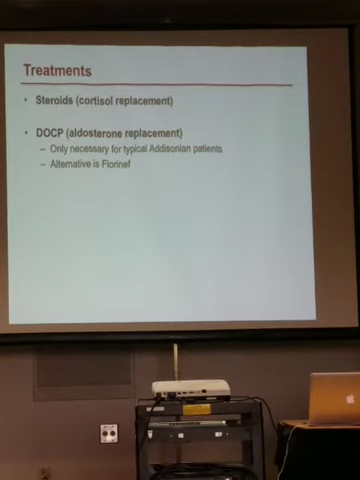 Treatments
• Steroids (cortisol replacement)
• DOCP (aldosterone replacement)
– Only necessary for typical Addisonian patients
– Alternative is Florinef